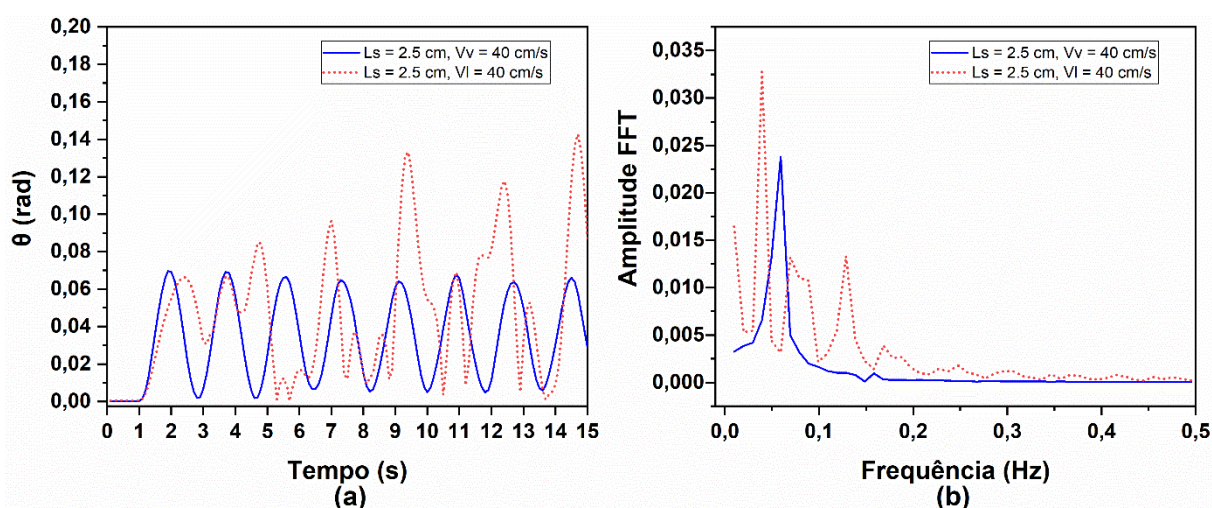 0,20
0,18
0,16
0,14
0,12
0,10
0,08
0,06
0,04
0,02
0,00
θ (rad)
Ls = 2.5 cm, Vv = 40 cm/s
Ls = 2.5 cm, Vl = 40 cm/s
0 1 2 3 4 5 6 7 8 9 10 11 12 13 14 15
Tempo (s)
(a)
0,035
0,030
0,025
0,020
0,015
0,010
0,005
0,000
Amplitude FFT
Ls = 2.5 cm, Vv = 40 cm/s
Ls = 2.5 cm, Vl = 40 cm/s
0,0 0,1 0,2 0,3 0,4 0,5
Frequência (Hz)
(b)